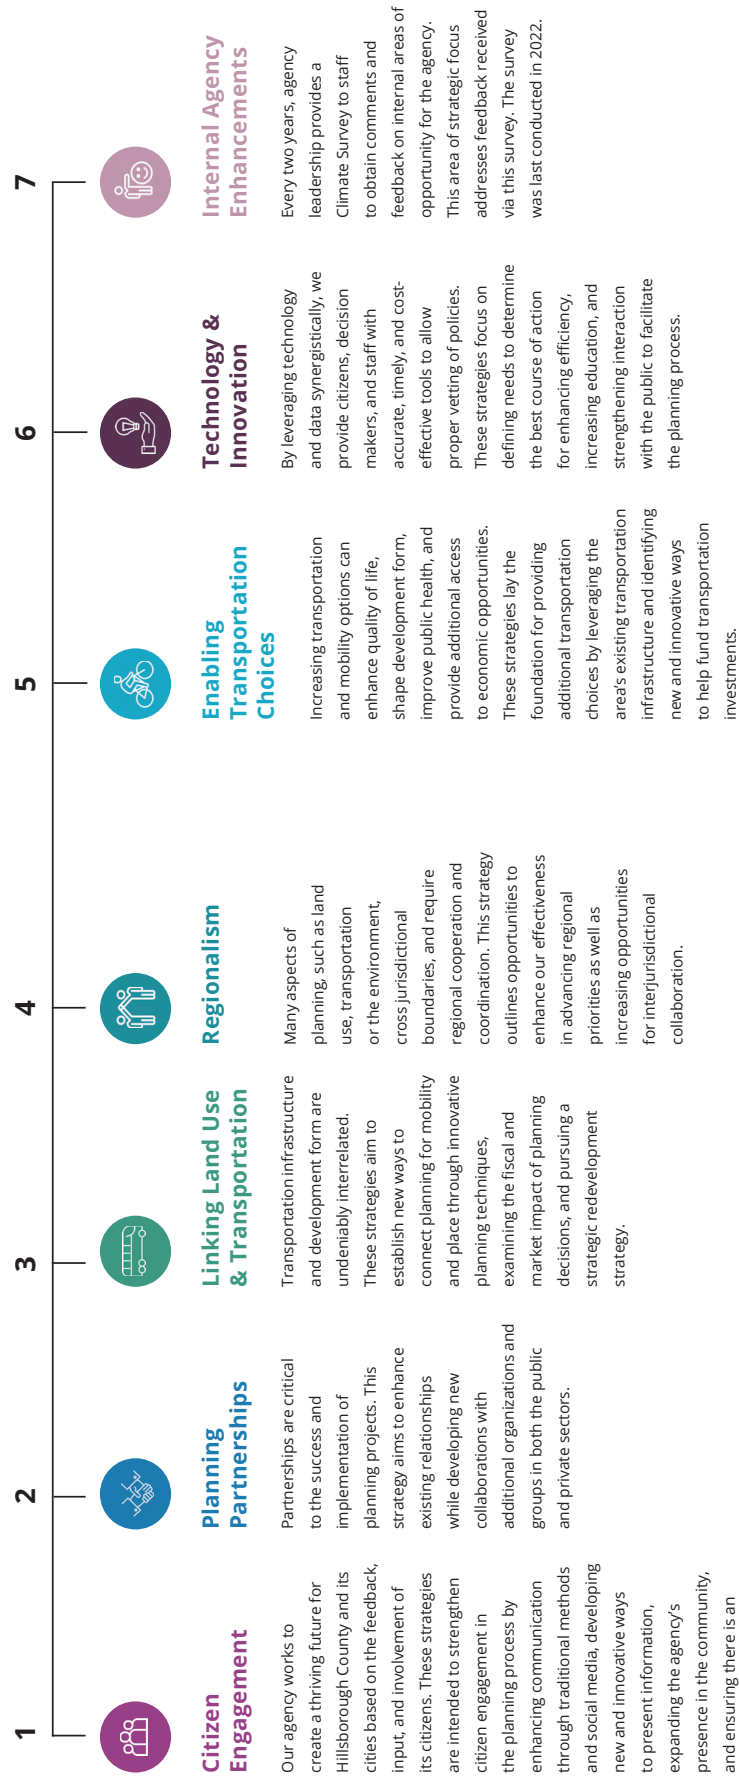 1
Citizen
Engagement
Our agency works to
create a thriving future for
Hillsborough County and its
cities based on the feedback,
input, and involvement of
its citizens. These strategies
are intended to strengthen
citizen engagement in
the planning process by
enhancing communication
through traditional methods
and social media, developing
new and innovative ways
to present information,
expanding the agency's
presence in the community,
and ensuring there is an
2
Planning
Partnerships
Partnerships are critical
to the success and
implementation of
planning projects. This
strategy aims to enhance
existing relationships
while developing new
collaborations with
additional organizations and
groups in both the public
and private sectors.
3
Linking Land Use
& Transportation
Transportation infrastructure
and development form are
undeniably interrelated.
These strategies aim to
establish new ways to
connect planning for mobility
and place through innovative
planning techniques,
examining the fiscal and
market impact of planning
decisions, and pursuing a
strategic redevelopment
strategy.
4
Regionalism
Many aspects of
planning, such as land
use, transportation
or the environment,
cross jurisdictional
boundaries, and require
regional cooperation and
coordination. This strategy
outlines opportunities to
enhance our effectiveness
in advancing regional
priorities as well as
increasing opportunities
for interjurisdictional
collaboration.
5
Enabling
Transportation
Choices
Increasing transportation
and mobility options can
enhance quality of life,
shape development form,
improve public health, and
provide additional access
to economic opportunities.
These strategies lay the
foundation for providing
additional transportation
choices by leveraging the
area's existing transportation
infrastructure and identifying
new and innovative ways
to help fund transportation
investments.
6
Technology &
Innovation
By leveraging technology
and data synergistically, we
provide citizens, decision
makers, and staff with
accurate, timely, and cost-
effective tools to allow
proper vetting of policies.
These strategies focus on
defining needs to determine
the best course of action
for enhancing efficiency,
increasing education, and
strengthening interaction
with the public to facilitate
the planning process.
7
Internal Agency
Enhancements
Every two years, agency
leadership provides a
Climate Survey to staff
to obtain comments and
feedback on internal areas of
opportunity for the agency.
This area of strategic focus
addresses feedback received
via this survey. The survey
was last conducted in 2022.